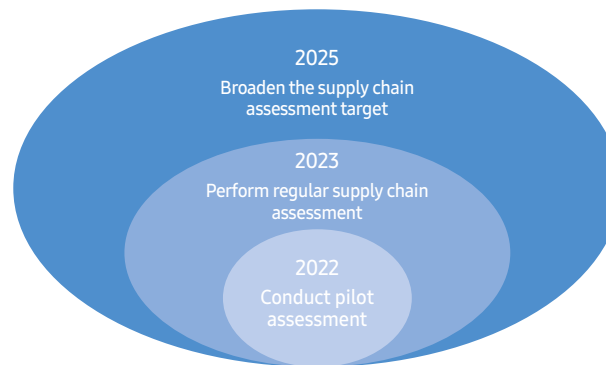 2025
Broaden the supply chain
assessment target
2023
Perform regular supply chain
assessment
2022
Conduct pilot
assessment